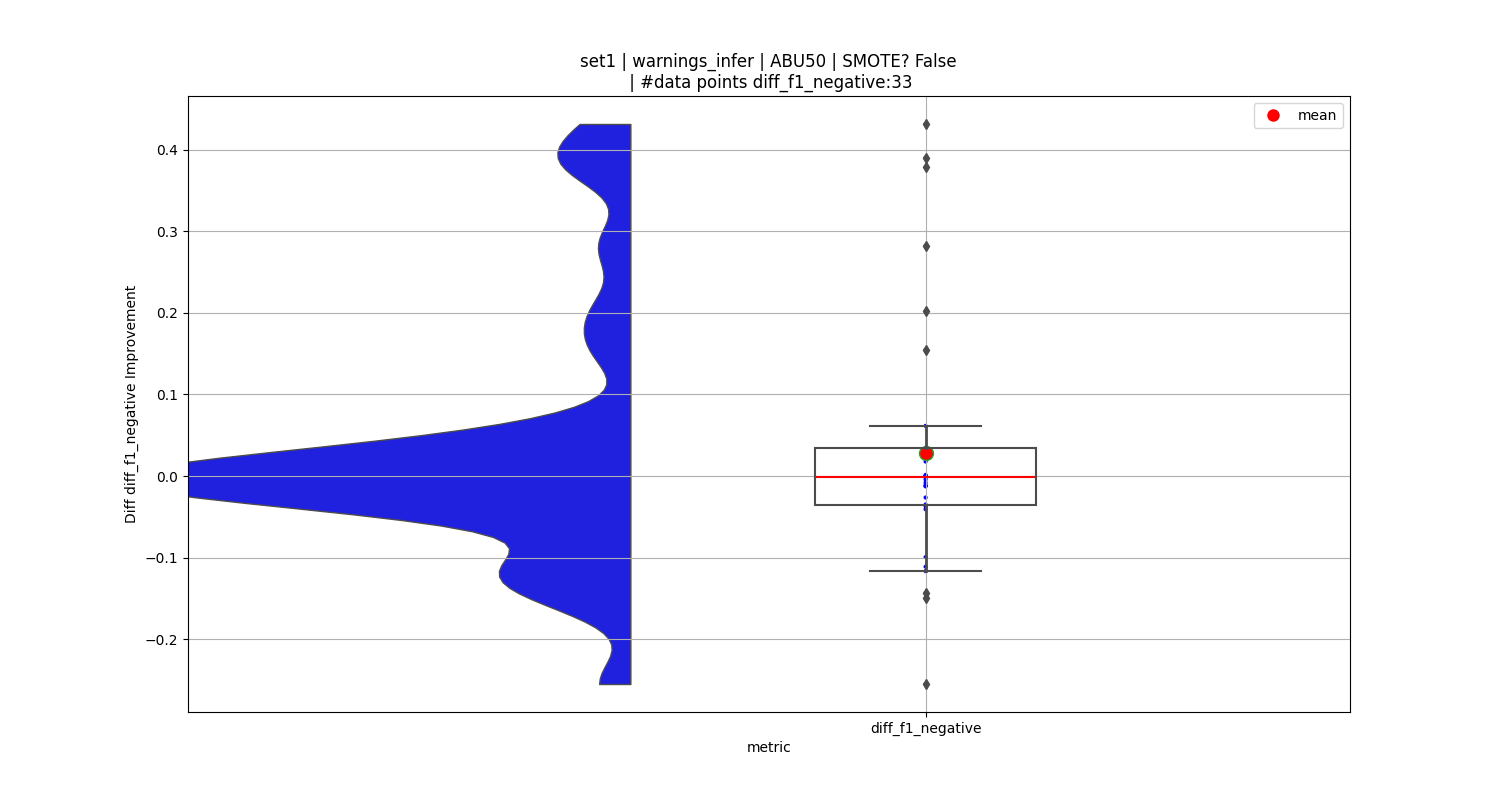 set1 | warnings_infer | ABU50 | SMOTE? False
| #data points diff_f1_negative:33
mean
0.4
0.3
0.2
0.1
0.0
−0.1
−0.2
Diff diff_f1_negative Improvement
diff_f1_negative
metric